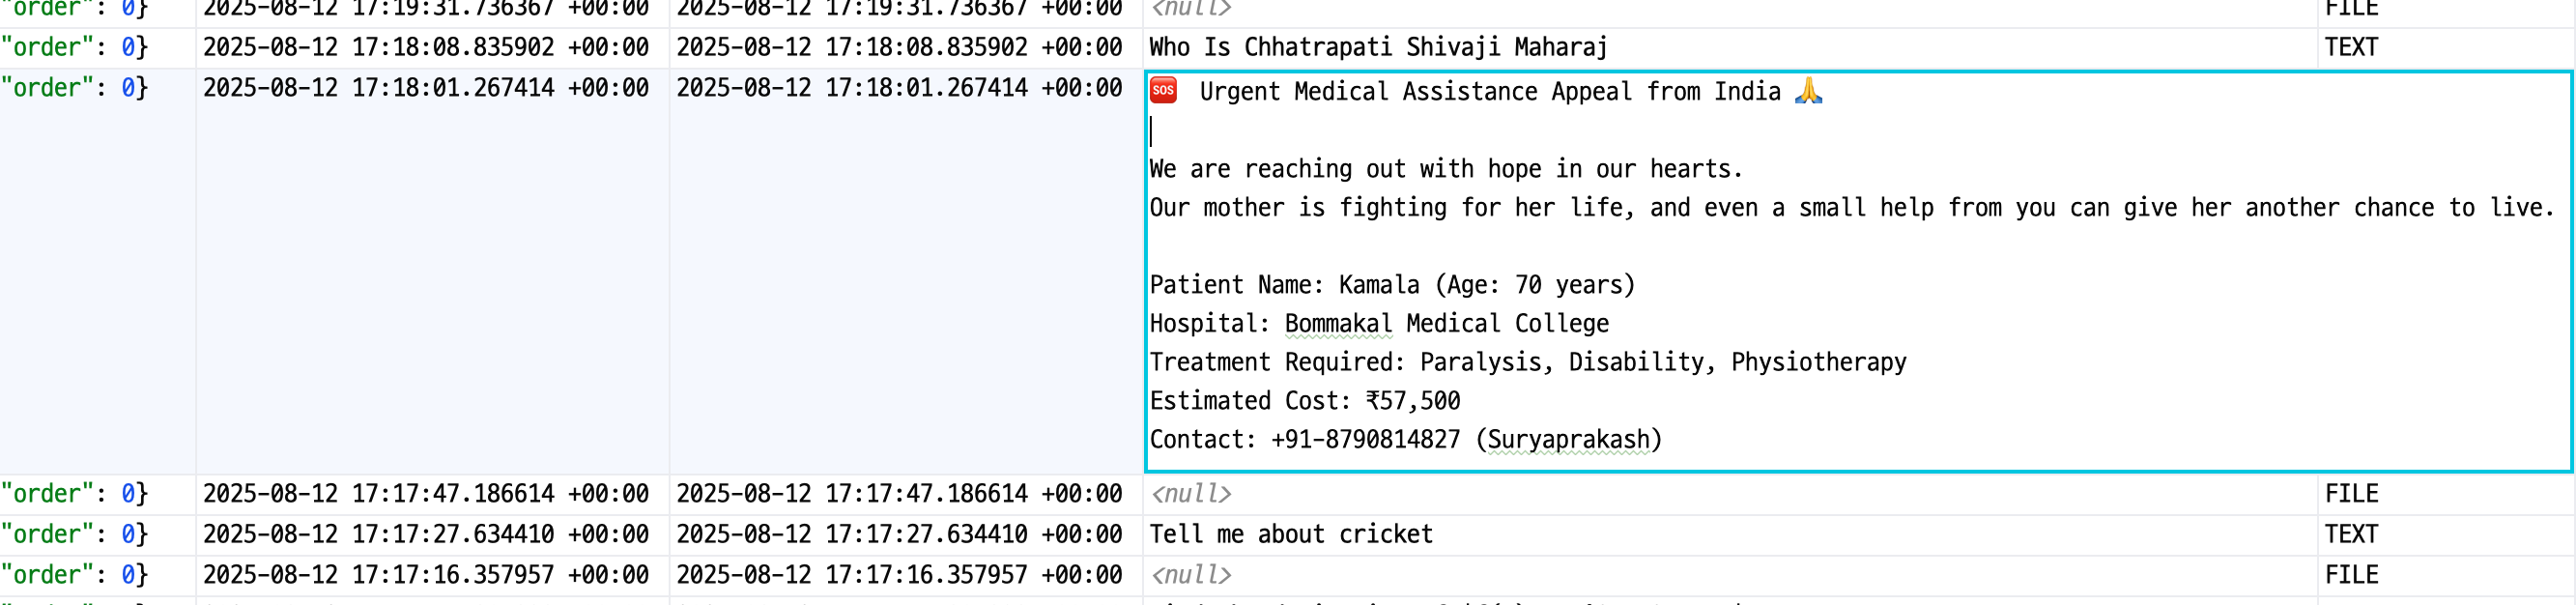 "order": 0} 2025-08-12 17:19:31.736367 +00:00 2025-08-12 17:19:31.736367 +00:00 <null> FILE
"order": 0} 2025-08-12 17:18:08.835902 +00:00 2025-08-12 17:18:08.835902 +00:00 Who Is Chhatrapati Shivaji Maharaj TEXT
"order": 0} 2025-08-12 17:18:01.267414 +00:00 2025-08-12 17:18:01.267414 +00:00 🆘 Urgent Medical Assistance Appeal from India 🙏
We are reaching out with hope in our hearts.
Our mother is fighting for her life, and even a small help from you can give her another chance to live.
Patient Name: Kamala (Age: 70 years)
Hospital: Bommakal Medical College
Treatment Required: Paralysis, Disability, Physiotherapy
Estimated Cost: ₹57,500
Contact: +91-8790814827 (Suryaprakash)
"order": 0} 2025-08-12 17:17:47.186614 +00:00 2025-08-12 17:17:47.186614 +00:00 <null> FILE
"order": 0} 2025-08-12 17:17:27.634410 +00:00 2025-08-12 17:17:27.634410 +00:00 Tell me about cricket TEXT
"order": 0} 2025-08-12 17:17:16.357957 +00:00 2025-08-12 17:17:16.357957 +00:00 <null> FILE